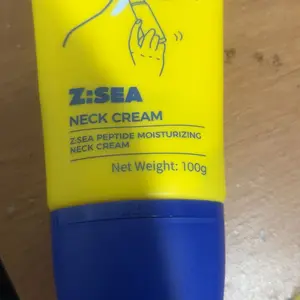 Z:SEA
NECK CREAM
Z:SEA PEPTIDE MOISTURIZING
NECK CREAM
Net Weight: 100g